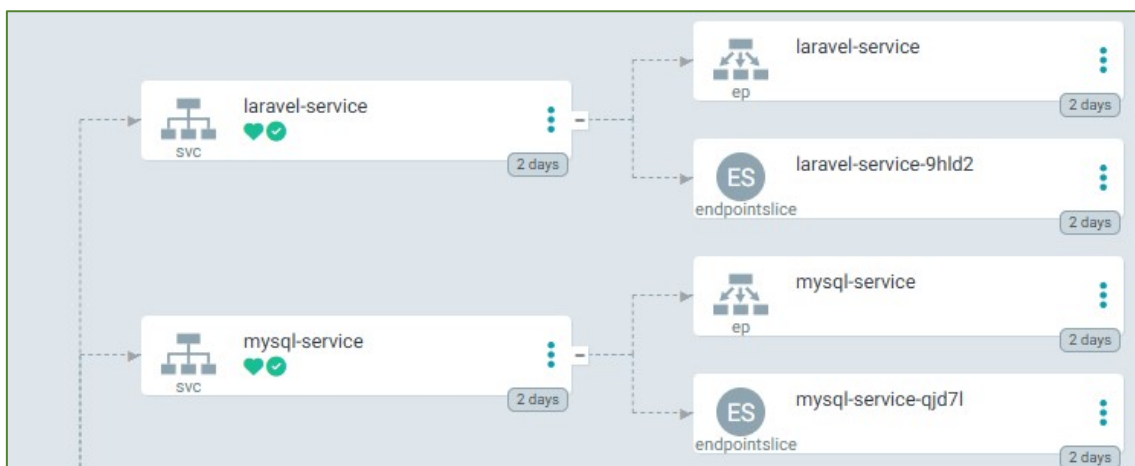 laravel-service
svc
2 days
laravel-service
ep
2 days
ES
laravel-service-9hld2
endpointslice
2 days
mysql-service
svc
2 days
mysql-service
ep
2 days
ES
mysql-service-qjd7l
endpointslice
2 days